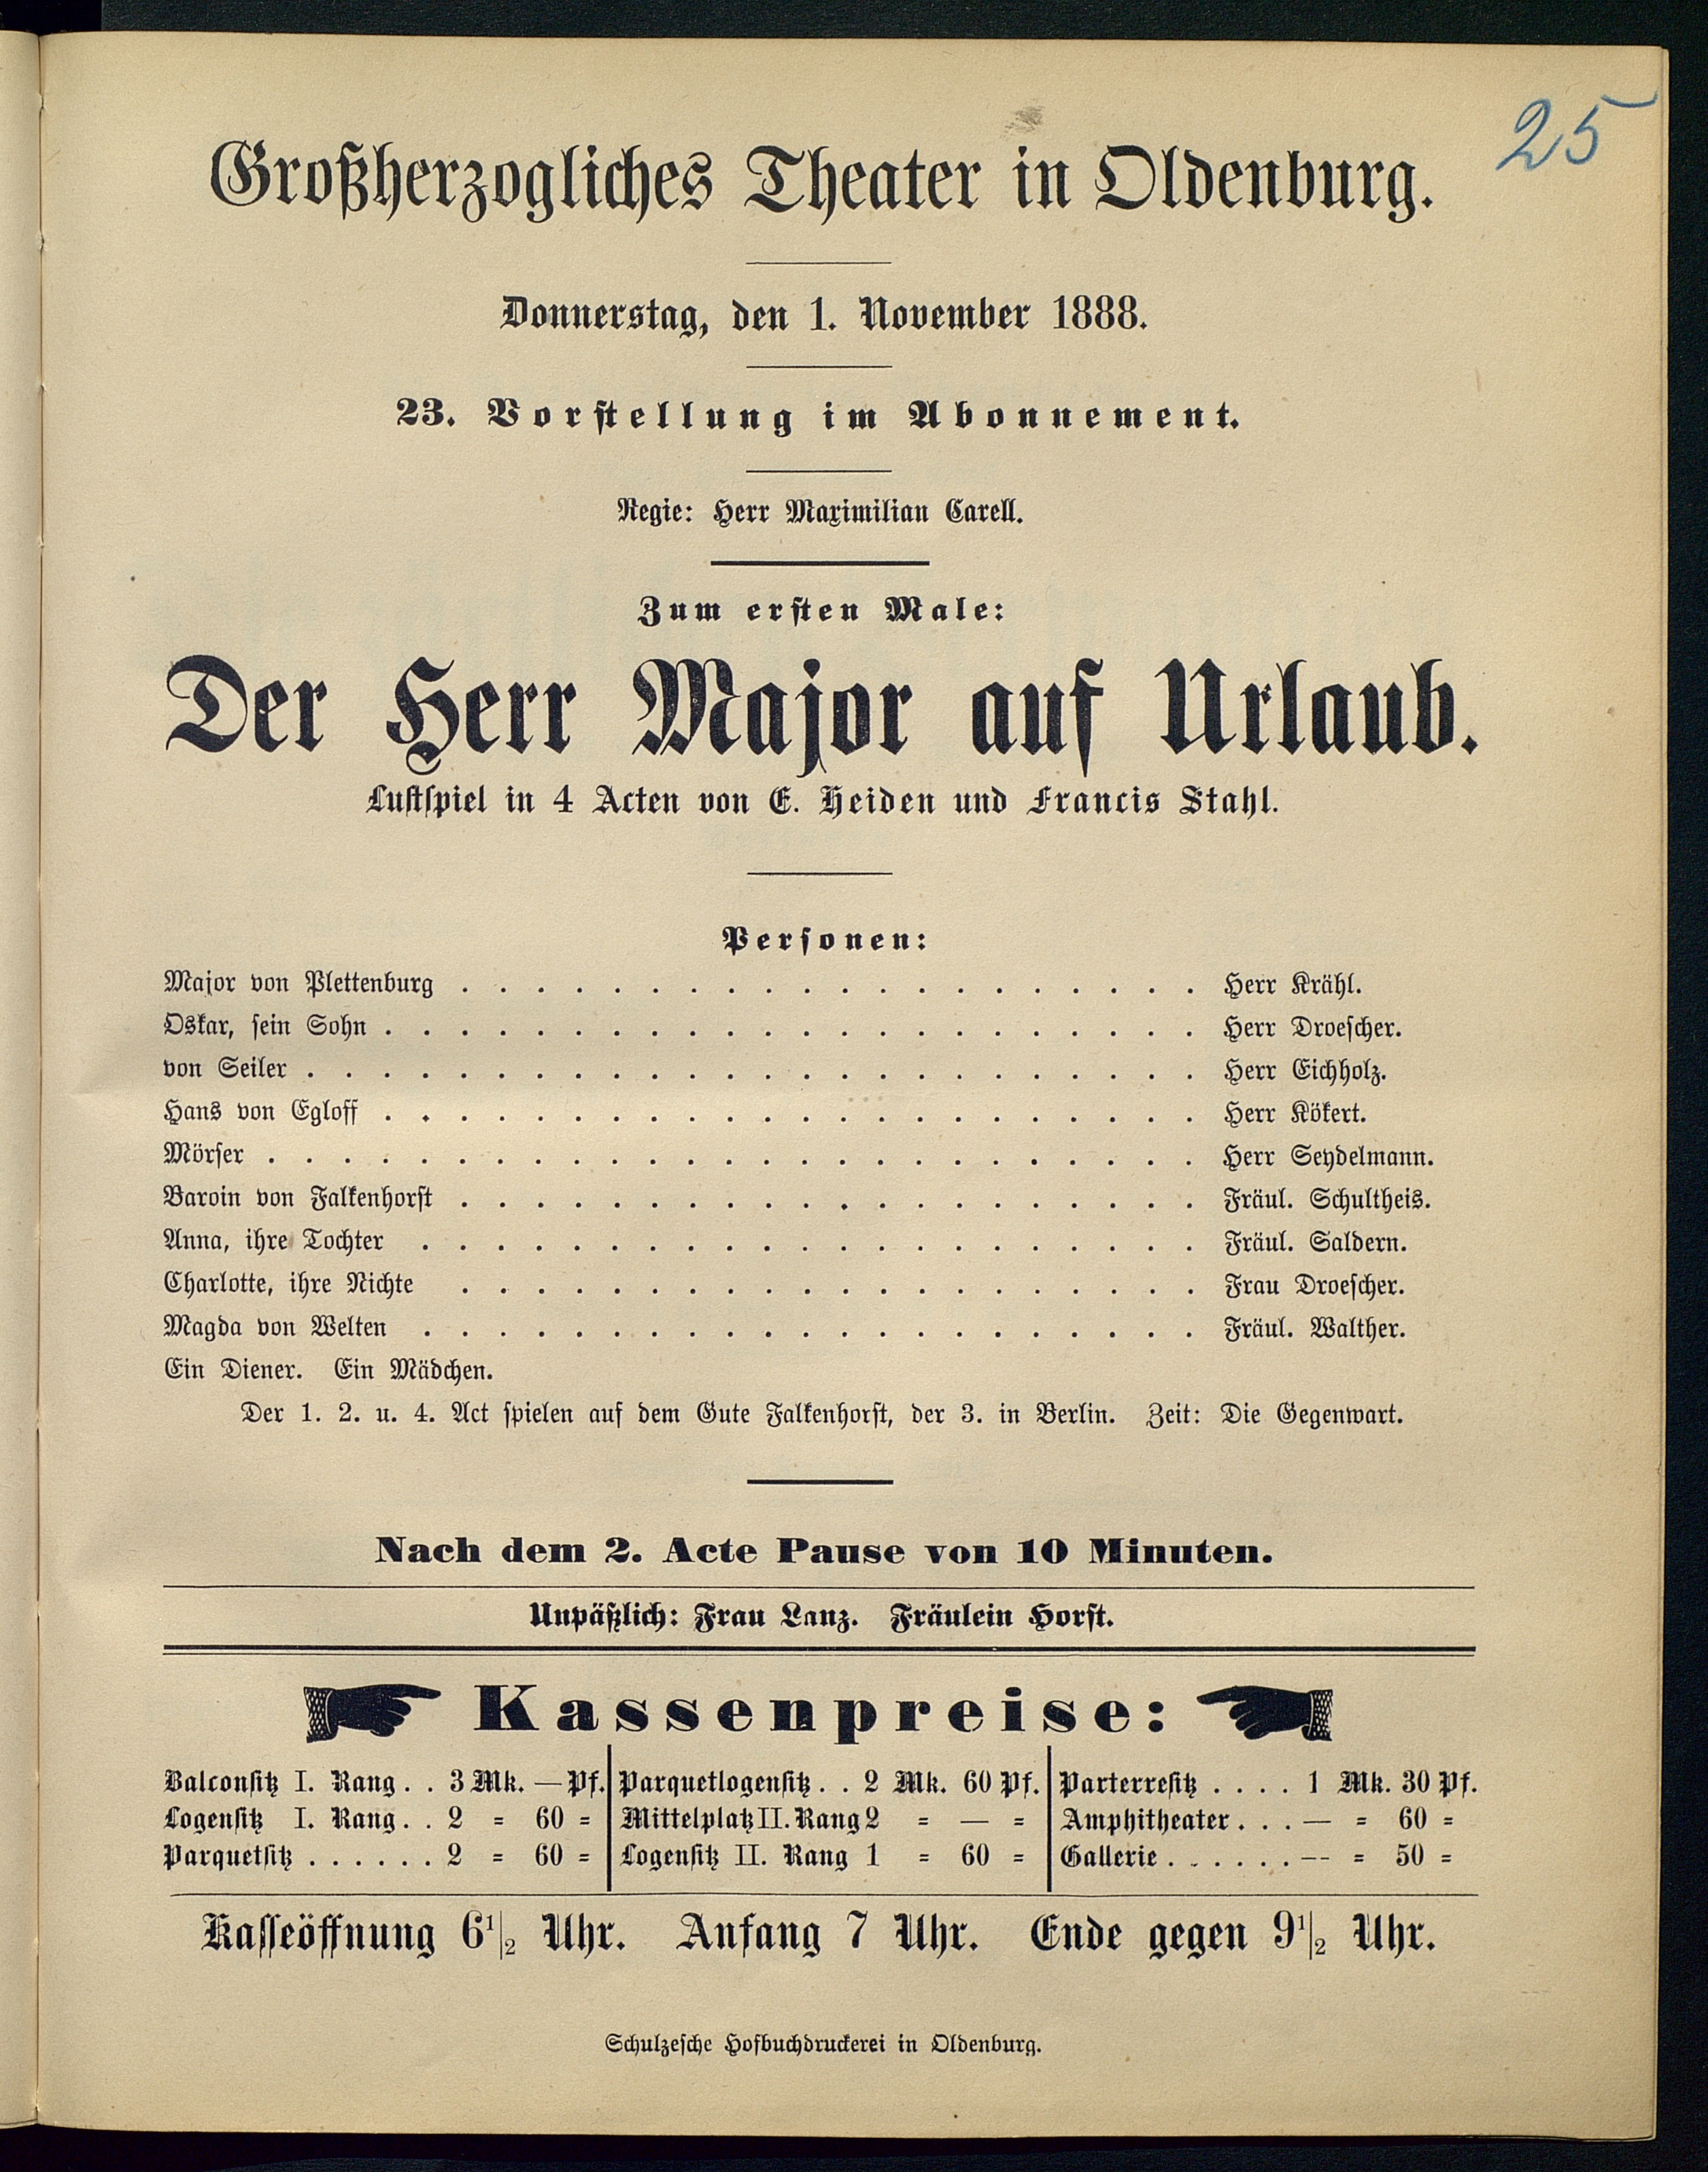 25
Großherzogliches Theater in Oldenburg.
Donnerstag, den 1. November 1888.
23. Vorstellung im Abonnement.
Regie: Herr Maximilian Carell.
Zum ersten Male:
Der Herr Major auf Urlaub.
Lustspiel in 4 Acten von E. Heiden und Francis Stahl.
Personen:
Major von Plettenburg . . . . . . . . . . . . . . . . . . . . Herr Krähl.
Oskar, sein Sohn . . . . . . . . . . . . . . . . . . . . . . Herr Droescher.
von Seiler . . . . . . . . . . . . . . . . . . . . . . . . Herr Eichholz.
Hans von Egloff . . . . . . . . . . . . . . . . . . . . . . Herr Kökert.
Mörser . . . . . . . . . . . . . . . . . . . . . . . . . Herr Seydelmann.
Baroin von Falkenhorst . . . . . . . . . . . . . . . . . . . . Fräul. Schultheis.
Anna, ihre Tochter . . . . . . . . . . . . . . . . . . . . . Fräul. Saldern.
Charlotte, ihre Nichte . . . . . . . . . . . . . . . . . . . . Frau Droescher.
Magda von Welten . . . . . . . . . . . . . . . . . . . . . Fräul. Walther.
Ein Diener. Ein Mädchen.
Der 1. 2. u. 4. Act spielen auf dem Gute Falkenhorst, der 3. in Berlin. Zeit: Die Gegenwart.
Nach dem 2. Acte Pause von 10 Minuten.
Unpäßlich: Frau Lanz. Fräulein Horst.
Kassenpreise:
Balconsitz I. Rang . . 3 Mk. — Pf. Parquetlogensitz . . 2 Mk. 60 Pf. Parterresitz . . . . 1 Mk. 30 Pf.
Logensitz I. Rang . . 2 = 60 = Mittelplatz II. Rang 2 = — = Amphitheater . . . — = 60 =
Parquetsitz . . . . . . 2 = 60 = Logensitz II. Rang 1 = 60 = Gallerie . . . . . . — = 50 =
Kasseöffnung 6 1/2 Uhr. Anfang 7 Uhr. Ende gegen 9 1/2 Uhr.
Schulzesche Hofbuchdruckerei in Oldenburg.